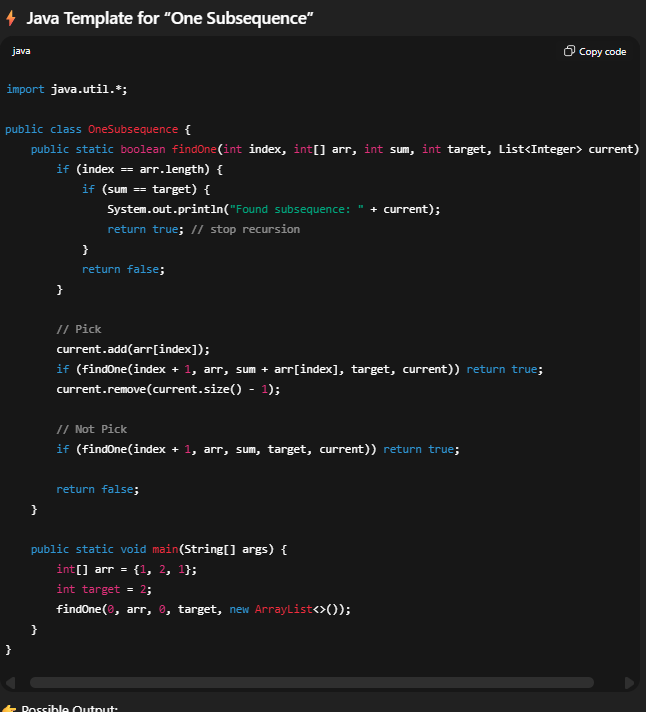 ⚡ Java Template for “One Subsequence”
java
Copy code
import java.util.*;
public class OneSubsequence {
    public static boolean findOne(int index, int[] arr, int sum, int target, List<Integer> current)
        if (index == arr.length) {
            if (sum == target) {
                System.out.println("Found subsequence: " + current);
                return true; // stop recursion
            }
            return false;
        }
        // Pick
        current.add(arr[index]);
        if (findOne(index + 1, arr, sum + arr[index], target, current)) return true;
        current.remove(current.size() - 1);
        // Not Pick
        if (findOne(index + 1, arr, sum, target, current)) return true;
        return false;
    }
    public static void main(String[] args) {
        int[] arr = {1, 2, 1};
        int target = 2;
        findOne(0, arr, 0, target, new ArrayList<>());
    }
}
👉 Possible Output: